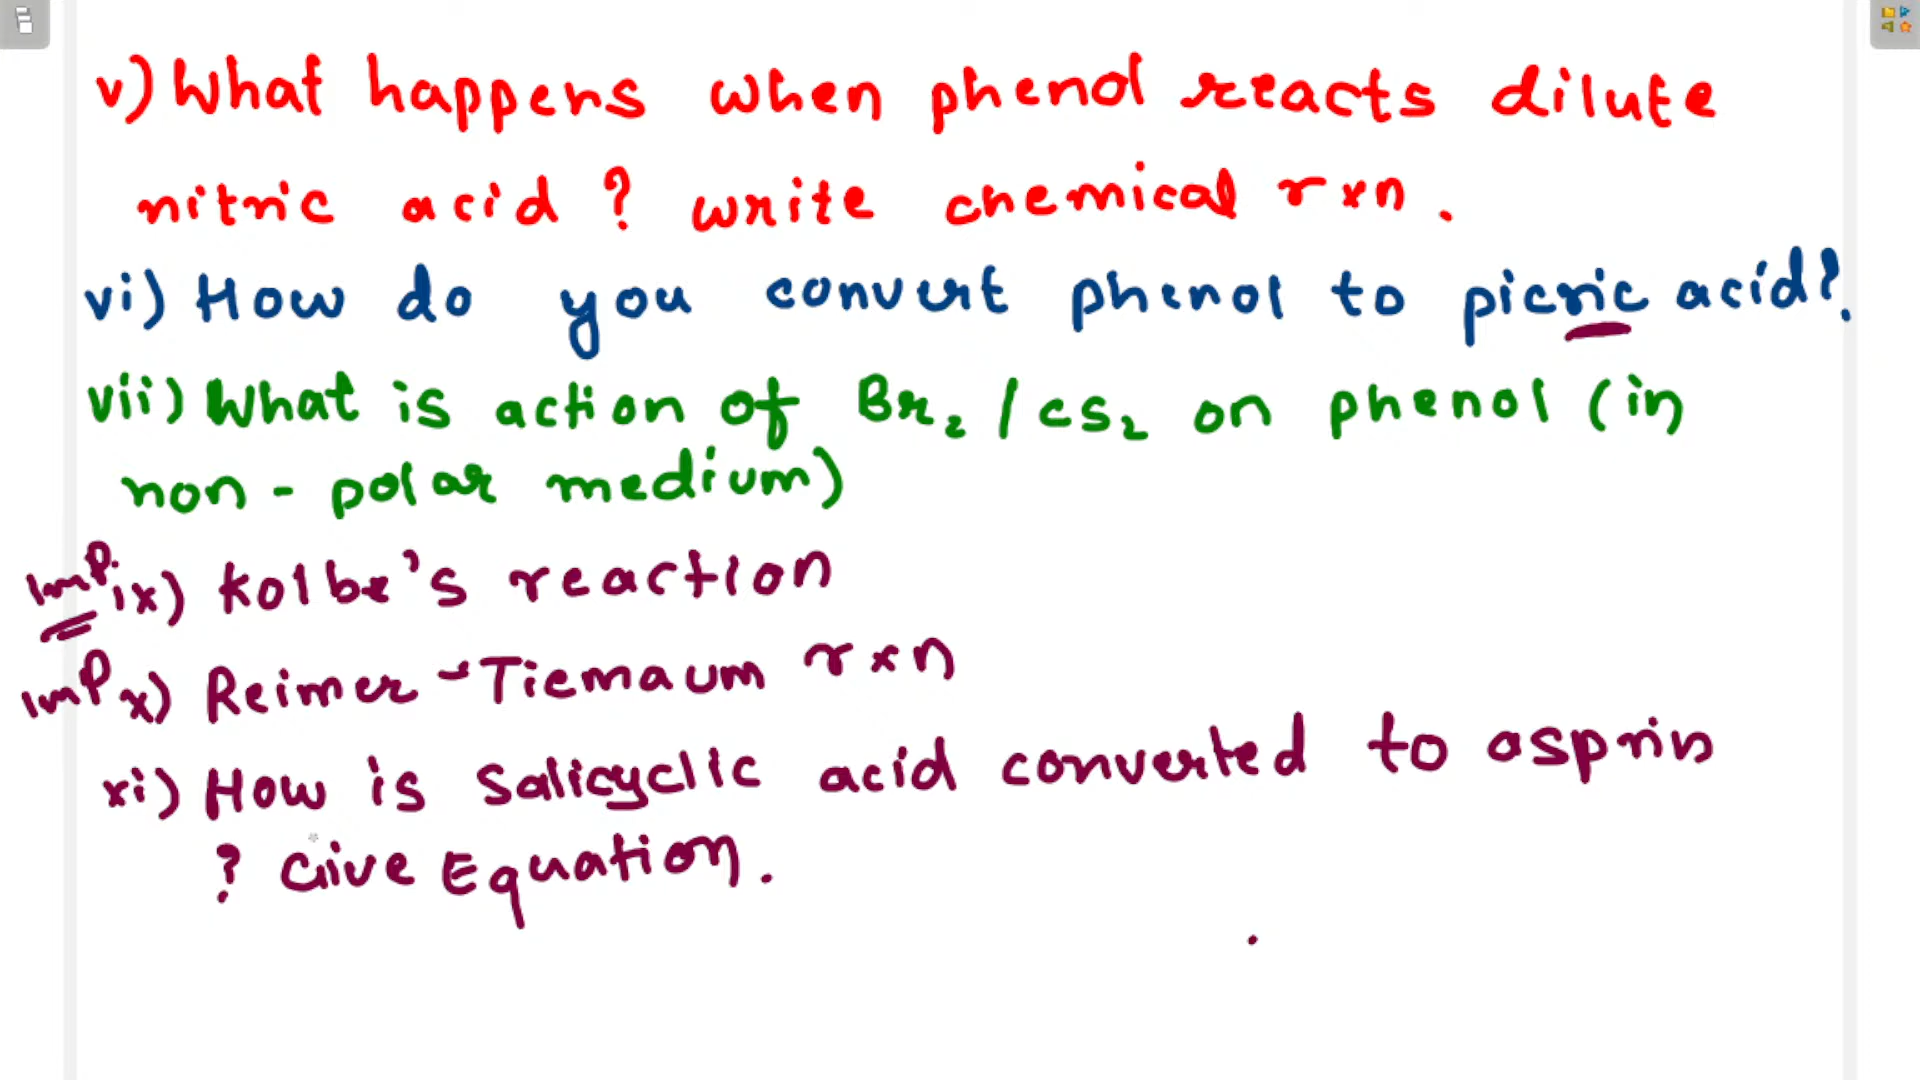 v) What happens when phenol reacts dilute
nitric acid ? write chemical rxn .
vi) How do you convert phenol to picric acid?.
vii) What is action of Br₂ / CS₂ on phenol (in
non - polar medium)
Imp. ix) Kolbe's reaction
Imp x) Reimer - Tiemaum rxn
xi) How is Salicyclic acid converted to asprin
? Give Equation .